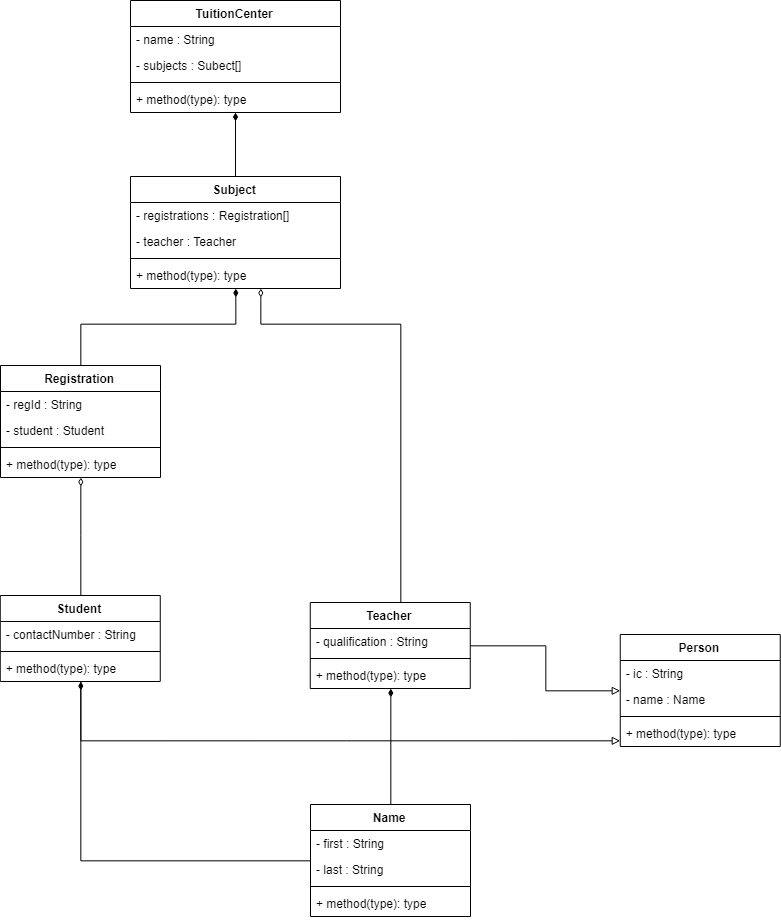 TuitionCenter
- name : String
- subjects : Subect[]
+ method(type): type
Subject
- registrations : Registration[]
- teacher : Teacher
+ method(type): type
Registration
- regId : String
- student : Student
+ method(type): type
Student
- contactNumber : String
+ method(type): type
Teacher
- qualification : String
+ method(type): type
Person
- ic : String
- name : Name
+ method(type): type
Name
- first : String
- last : String
+ method(type): type